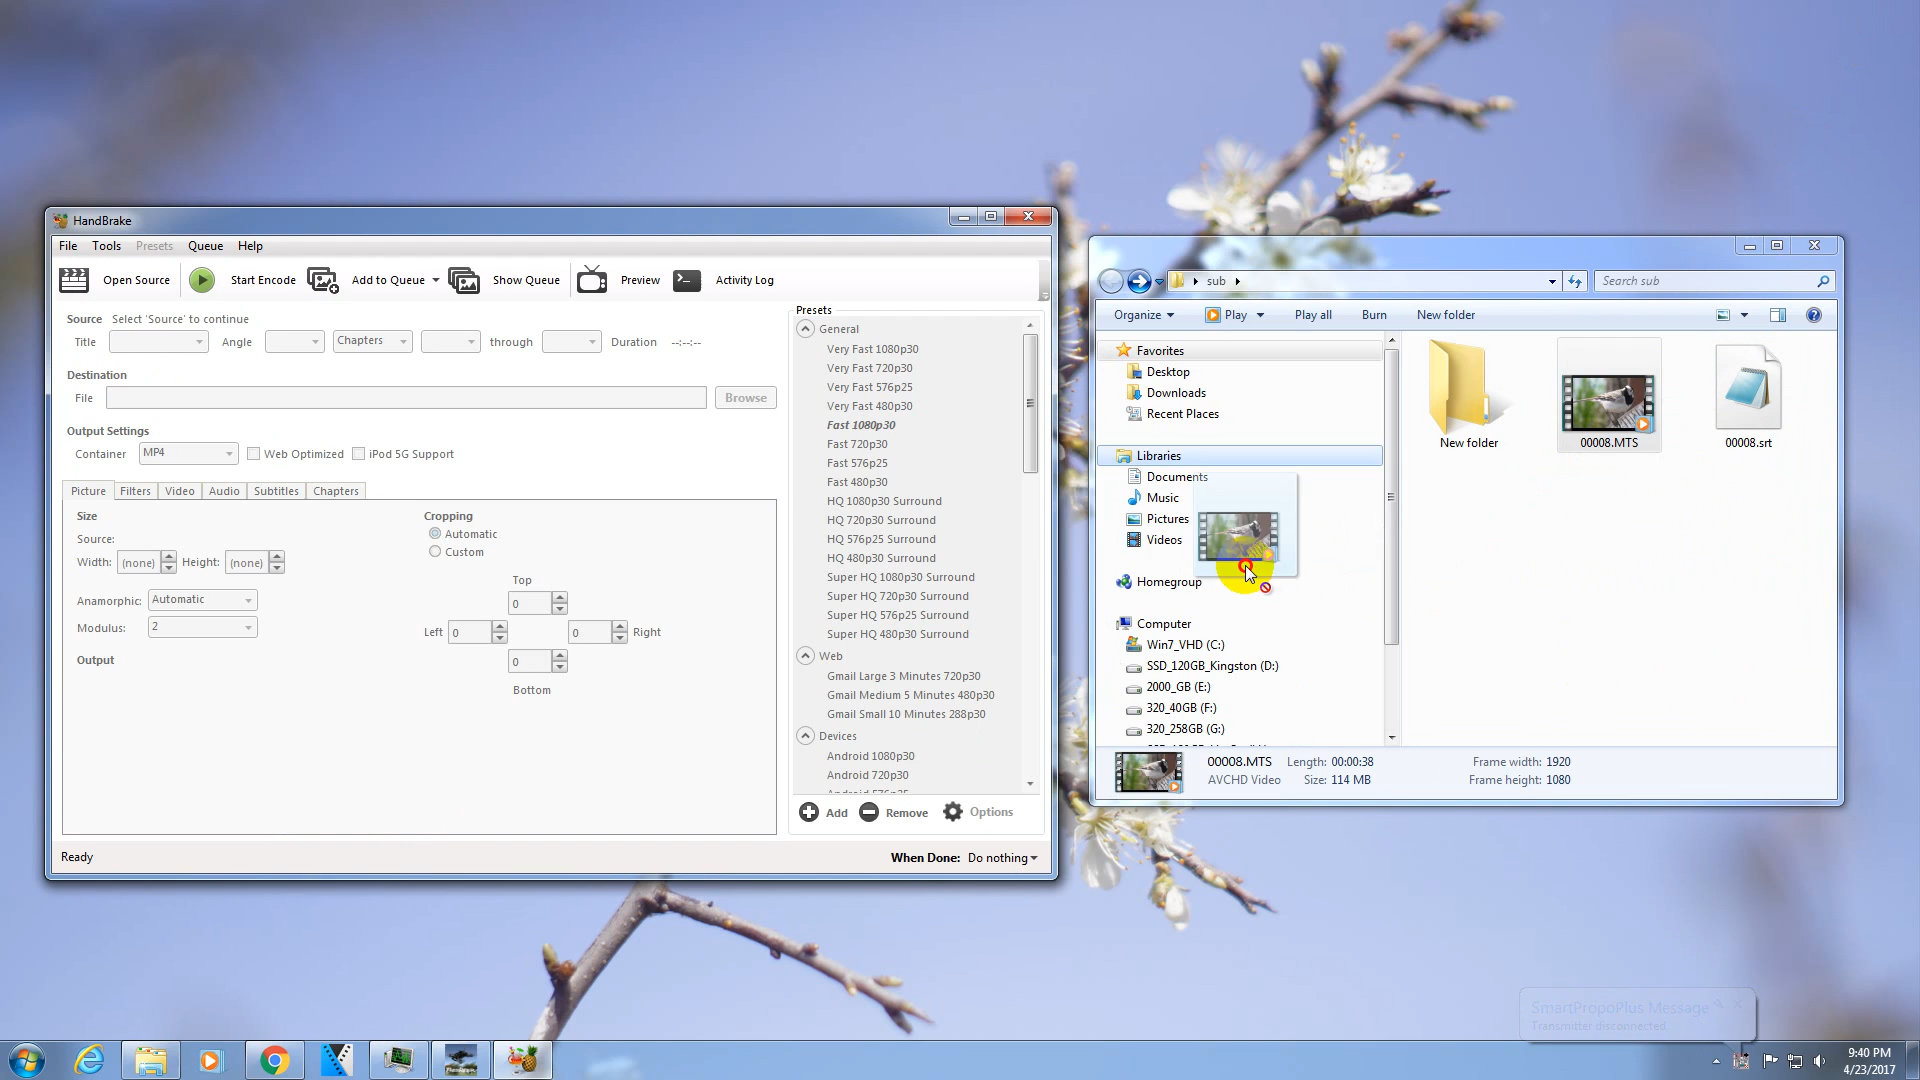 HandBrake
File Tools Presets Queue Help
Open Source Start Encode Add to Queue Show Queue Preview Activity Log
Source Select 'Source' to continue
Title Angle Chapters through Duration --:--:--
Destination
File Browse
Output Settings
Container MP4 Web Optimized iPod 5G Support
Picture Filters Video Audio Subtitles Chapters
Size
Source:
Width: (none) Height: (none)
Anamorphic: Automatic
Modulus: 2
Output
Cropping
Automatic
Custom
Top
0
Left 0 0 Right
0
Bottom
Presets
General
Very Fast 1080p30
Very Fast 720p30
Very Fast 576p25
Very Fast 480p30
Fast 1080p30
Fast 720p30
Fast 576p25
Fast 480p30
HQ 1080p30 Surround
HQ 720p30 Surround
HQ 576p25 Surround
HQ 480p30 Surround
Super HQ 1080p30 Surround
Super HQ 720p30 Surround
Super HQ 576p25 Surround
Super HQ 480p30 Surround
Web
Gmail Large 3 Minutes 720p30
Gmail Medium 5 Minutes 480p30
Gmail Small 10 Minutes 288p30
Devices
Android 1080p30
Android 720p30
Android 576p25
Add Remove Options
Ready
When Done: Do nothing
sub
Search sub
Organize Play Play all Burn New folder
Favorites
Desktop
Downloads
Recent Places
Libraries
Documents
Music
Pictures
Videos
Homegroup
Computer
Win7_VHD (C:)
SSD_120GB_Kingston (D:)
2000_GB (E:)
320_40GB (F:)
320_258GB (G:)
New folder
00008.MTS
00008.srt
00008.MTS Length: 00:00:38 Frame width: 1920
AVCHD Video Size: 114 MB Frame height: 1080
SmartPropoPlus Message
Transmitter disconnected
9:40 PM
4/23/2017